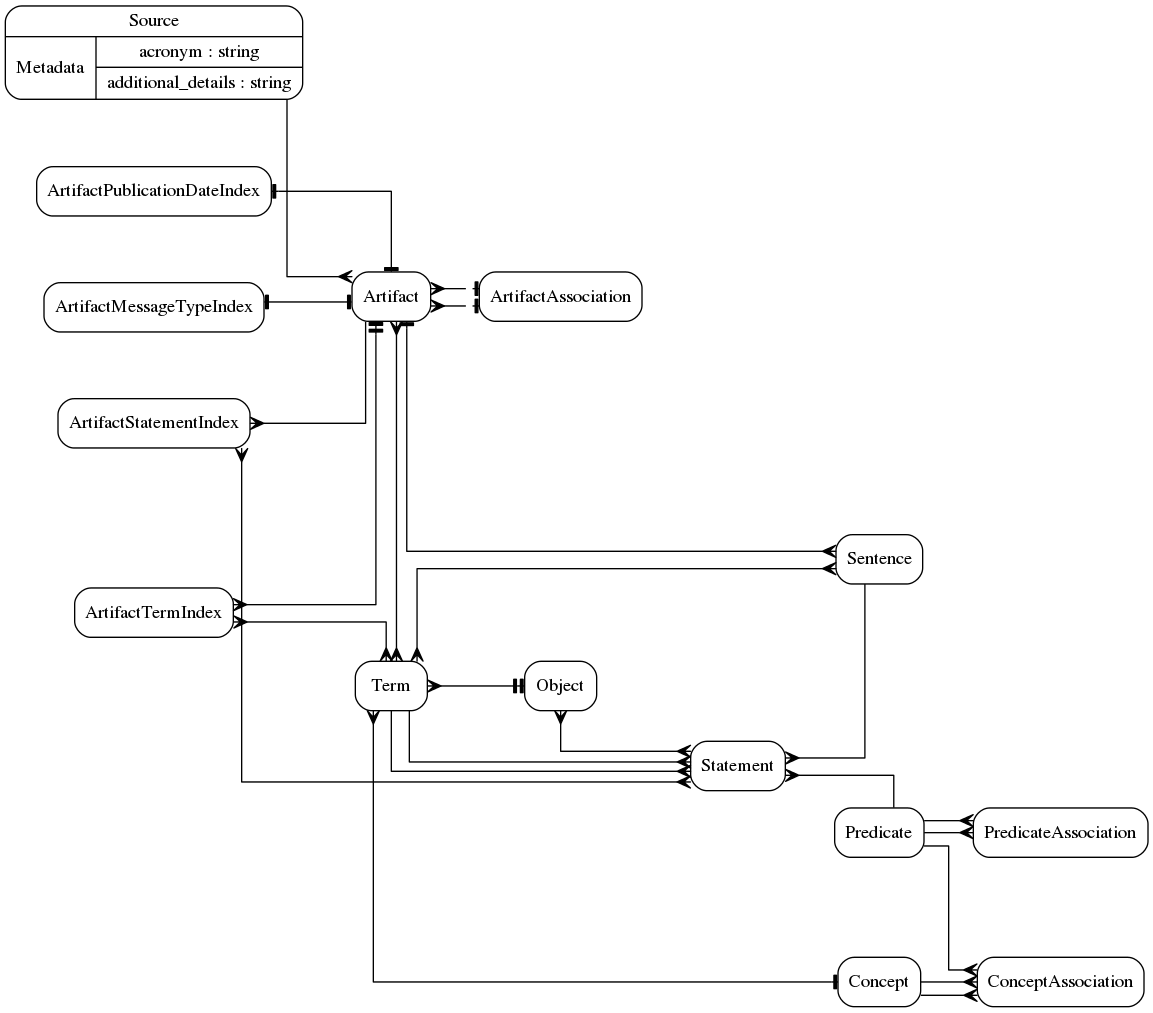 Source
Metadata
acronym : string
additional_details : string
ArtifactPublicationDateIndex
ArtifactMessageTypeIndex
Artifact
ArtifactAssociation
ArtifactStatementIndex
Sentence
ArtifactTermIndex
Term
Object
Statement
Predicate
PredicateAssociation
Concept
ConceptAssociation